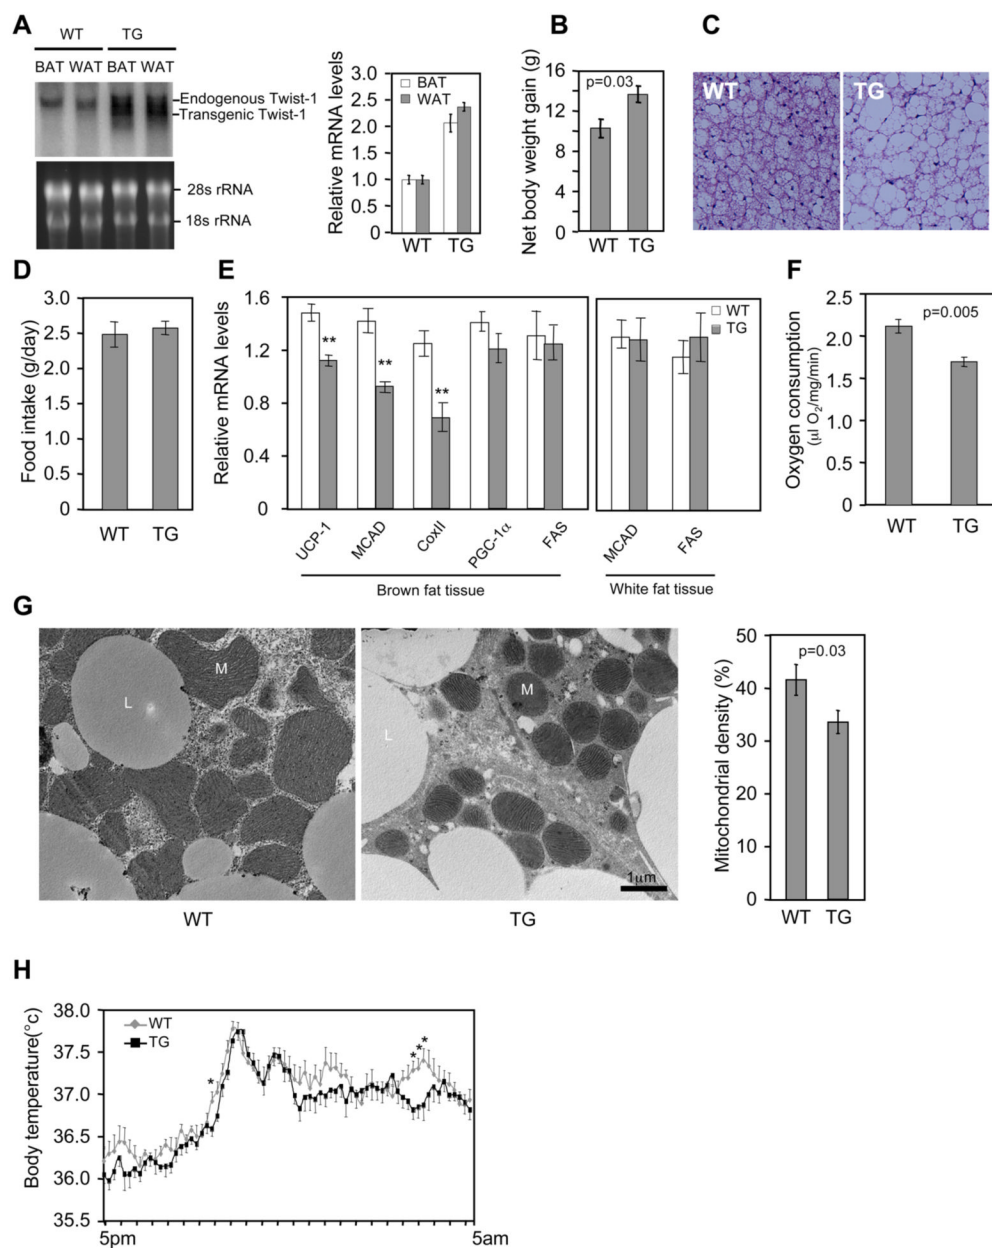 A
WT TG
BAT WAT BAT WAT
Endogenous Twist-1
Transgenic Twist-1
28s rRNA
18s rRNA
Relative mRNA levels
3.0
2.5
2.0
1.5
1.0
0.5
0
BAT
WAT
WT TG
B
Net body weight gain (g)
16
12
8
4
0
p=0.03
WT TG
C
WT TG
D
Food intake (g/day)
3.0
2.5
2.0
1.5
1.0
0.5
0
WT TG
E
Relative mRNA levels
1.6
1.2
0.8
0.4
0
** ** **
WT
TG
UCP-1 MCAD CoxII PGC-1α FAS MCAD FAS
Brown fat tissue White fat tissue
F
Oxygen consumption
(µl O₂/mg/min)
2.5
2.0
1.5
1.0
0.5
0
p=0.005
WT TG
G
L M
L M
1µm
WT TG
Mitochondrial density (%)
50
40
30
20
10
0
p=0.03
WT TG
H
Body temperature(°c)
38.0
37.5
37.0
36.5
36.0
35.5
WT
TG
* ***
5pm 5am